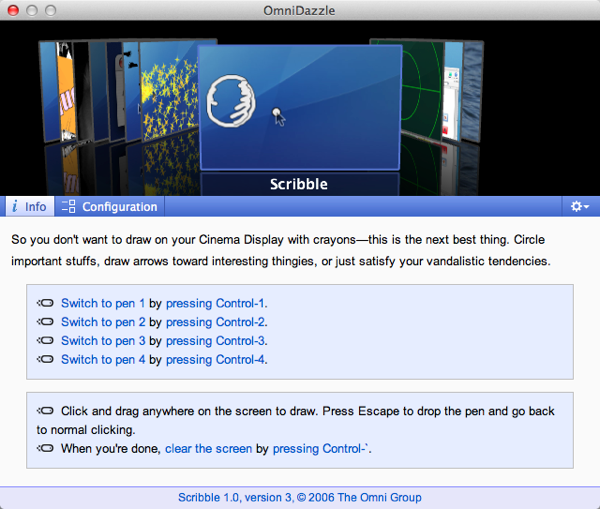 OmniDazzle
Scribble
i Info Configuration
So you don't want to draw on your Cinema Display with crayons—this is the next best thing. Circle
important stuffs, draw arrows toward interesting thingies, or just satisfy your vandalistic tendencies.
Switch to pen 1 by pressing Control-1.
Switch to pen 2 by pressing Control-2.
Switch to pen 3 by pressing Control-3.
Switch to pen 4 by pressing Control-4.
Click and drag anywhere on the screen to draw. Press Escape to drop the pen and go back
to normal clicking.
When you're done, clear the screen by pressing Control-`.
Scribble 1.0, version 3, © 2006 The Omni Group